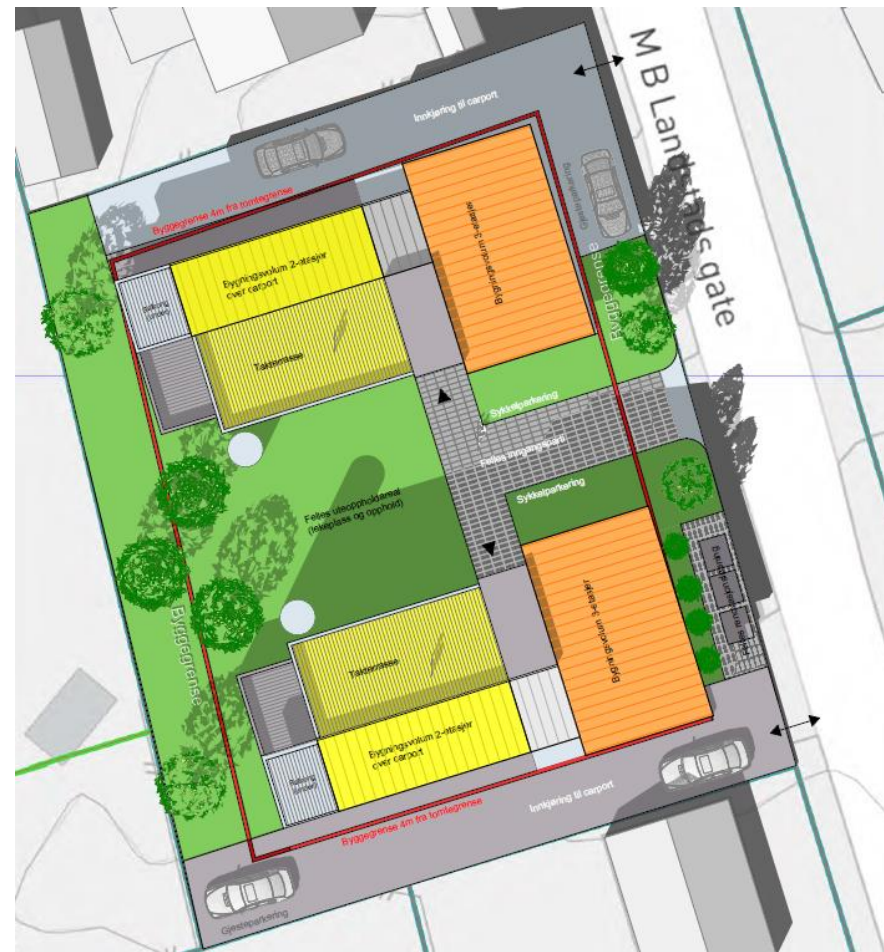 M B Landstads gate
Innkjøring til carport
Byggegrense 4m fra tomtegrense
Gjesteparkering
Bygningsvolum 2-etasjer
over carport
Bygningsvolum 3-etasjer
Takterrasse
Byggegrense
Sykkelparkering
Felles inngangsparti
Sykkelparkering
Felles uteoppholdareal
(lekeplass og opphold)
Byggegrense
Bygningsvolum 3-etasjer
Takterrasse
Bygningsvolum 2-etasjer
over carport
Innkjøring til carport
Byggegrense 4m fra tomtegrense
Gjesteparkering